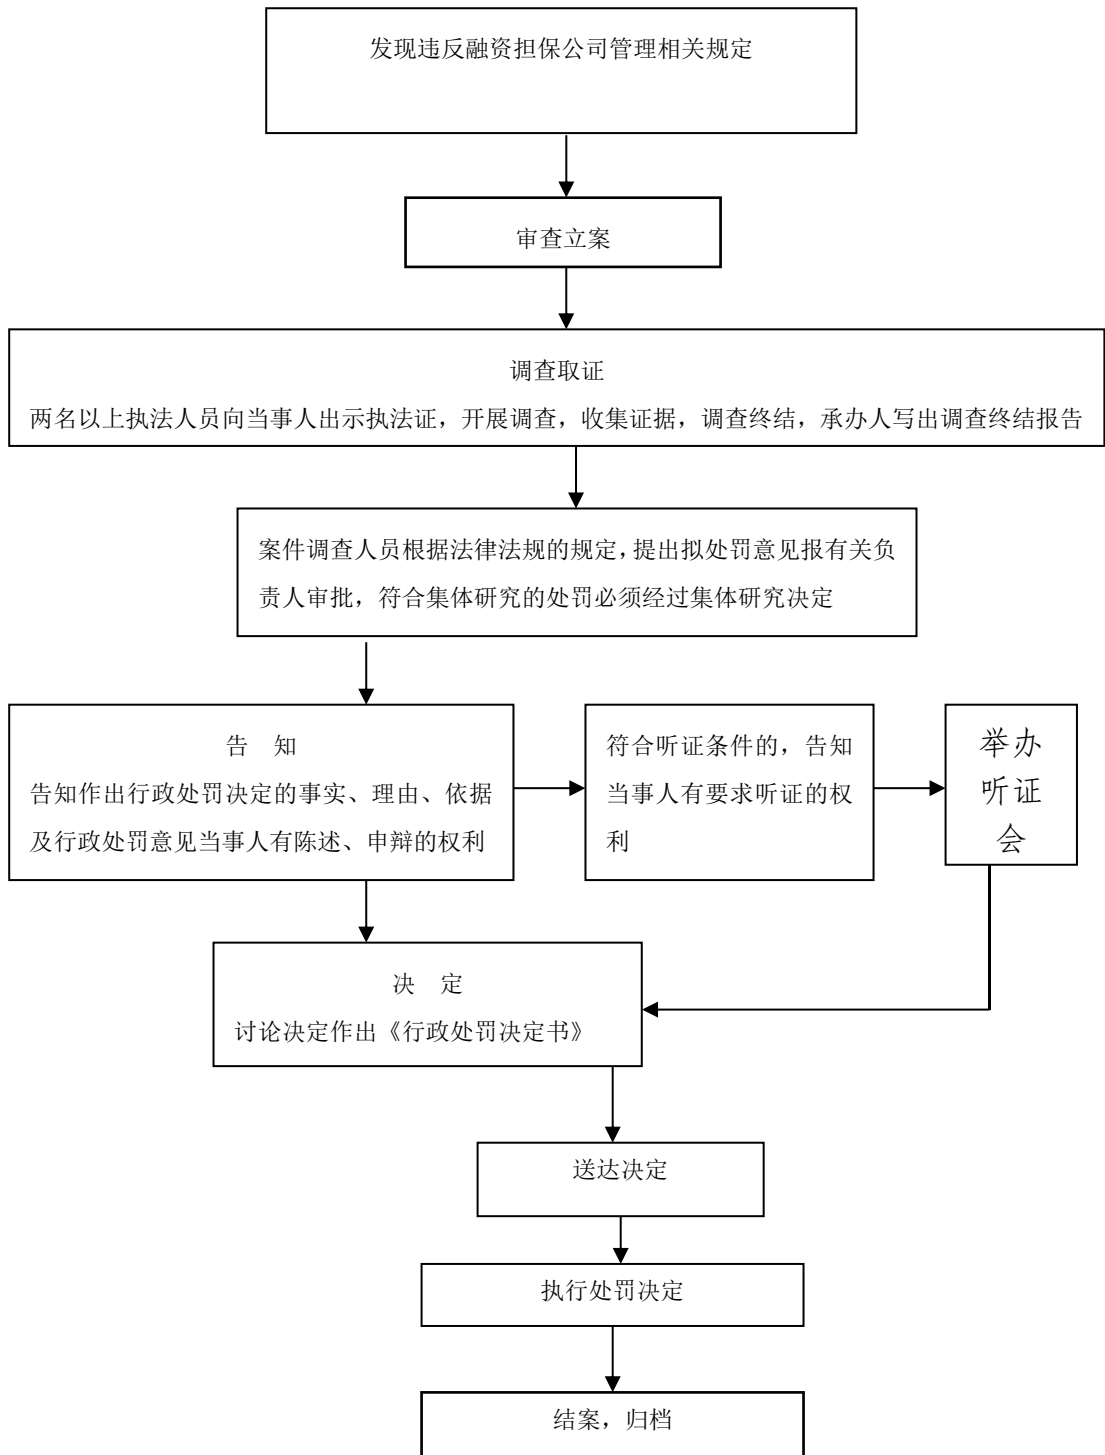 发现违反融资担保公司管理相关规定
审查立案
调查取证
两名以上执法人员向当事人出示执法证，开展调查，收集证据，调查终结，承办人写出调查终结报告
案件调查人员根据法律法规的规定，提出拟处罚意见报有关负
责人审批，符合集体研究的处罚必须经过集体研究决定
告　知
告知作出行政处罚决定的事实、理由、依据
及行政处罚意见当事人有陈述、申辩的权利
符合听证条件的，告知
当事人有要求听证的权
利
举办
听证
会
决　定
讨论决定作出《行政处罚决定书》
送达决定
执行处罚决定
结案，归档